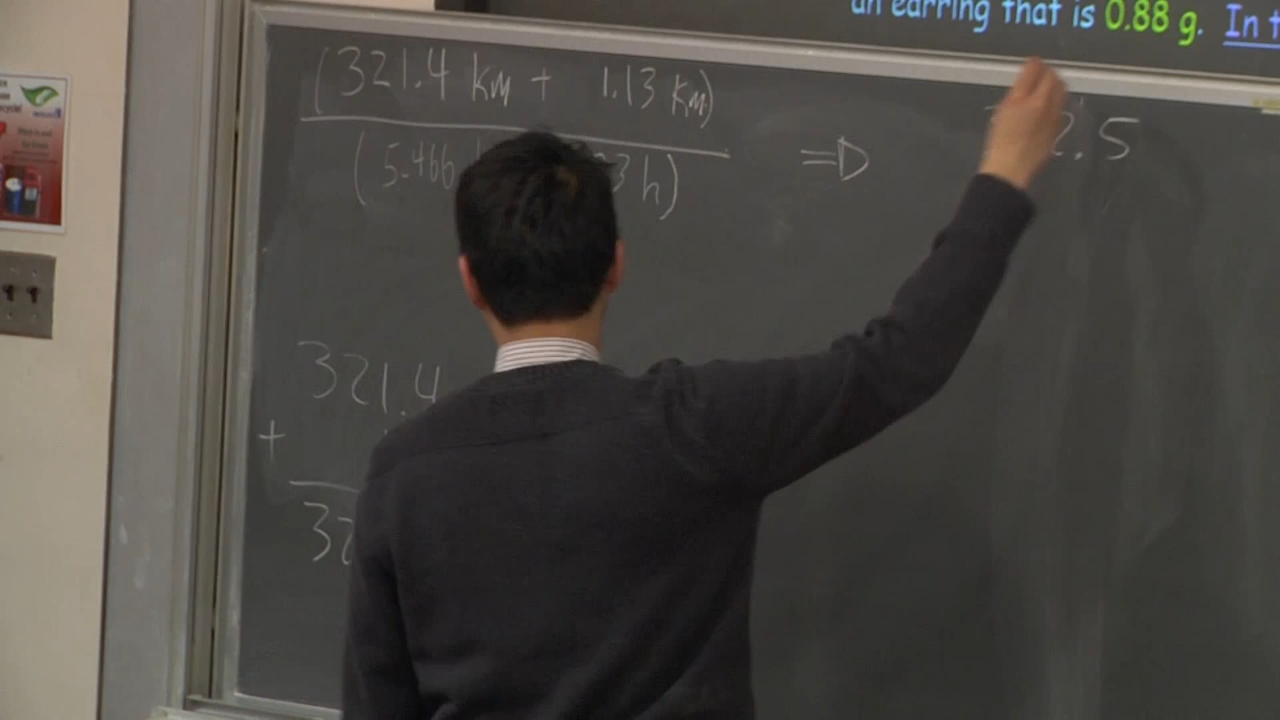 an earring that is 0.88 g. In t
(321.4 km + 1.13 km)
(5.466 3 h)
⇒ 2.5
321.4
+
32